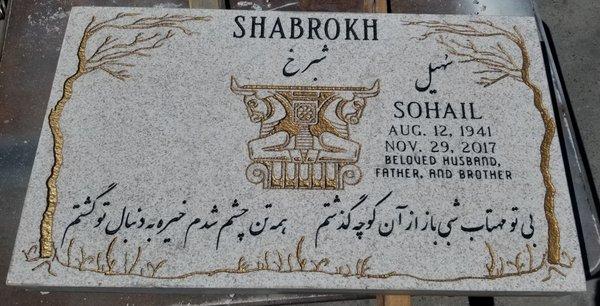 SHABROKH
شبرخ
سهیل
SOHAIL
AUG. 12, 1941
NOV. 29, 2017
BELOVED HUSBAND,
FATHER, AND BROTHER
بی تو مهتاب شبی باز از آن کوچه گذشتم همه تن چشم شدم خیره به دنبال تو گشتم